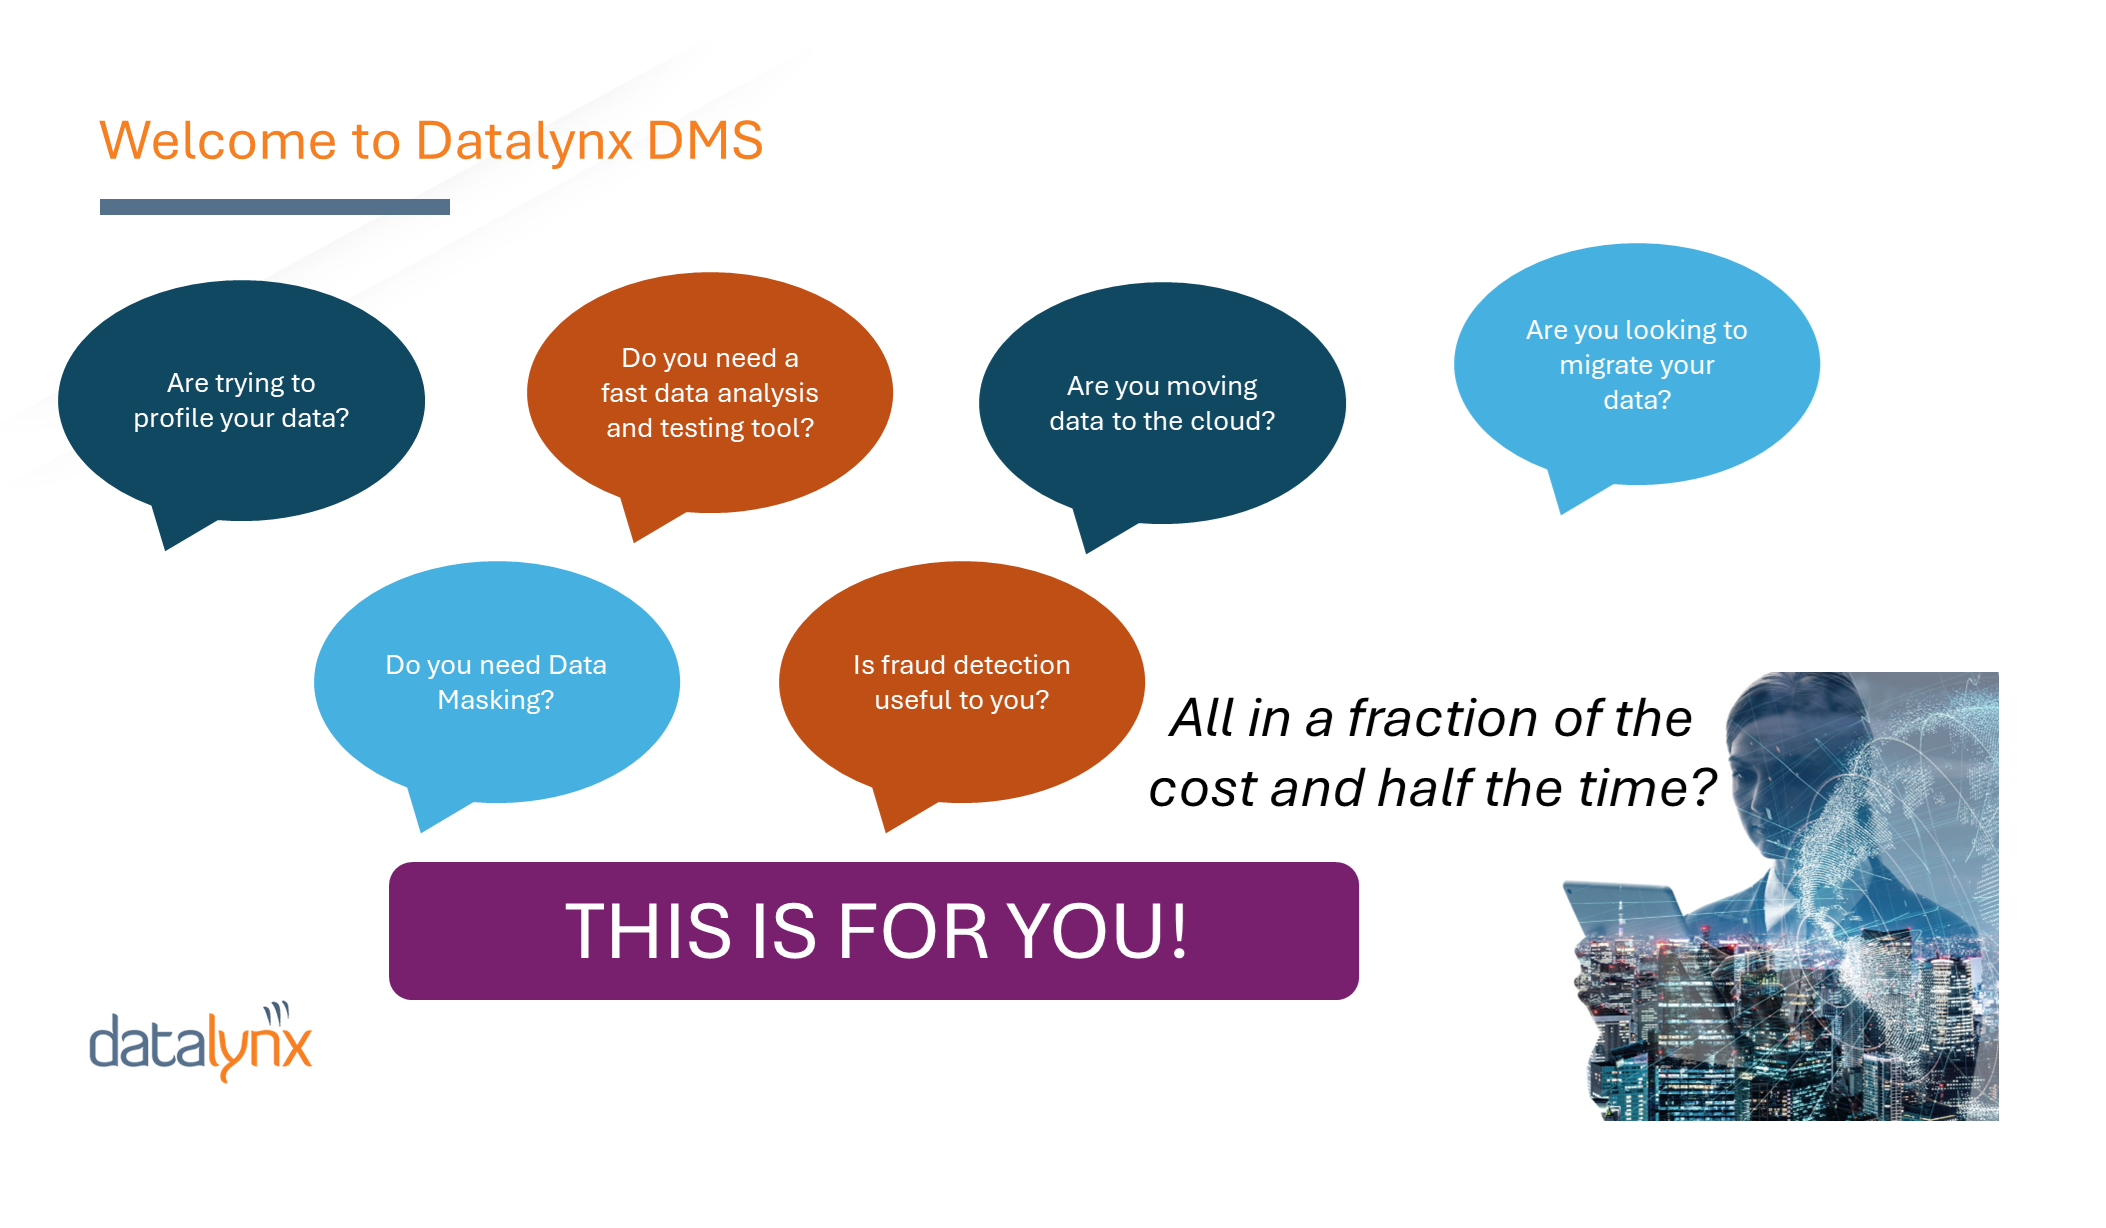 Welcome to Datalynx DMS
Are trying to
profile your data?
Do you need a
fast data analysis
and testing tool?
Are you moving
data to the cloud?
Are you looking to
migrate your
data?
Do you need Data
Masking?
Is fraud detection
useful to you?
All in a fraction of the
cost and half the time?
THIS IS FOR YOU!
datalynx